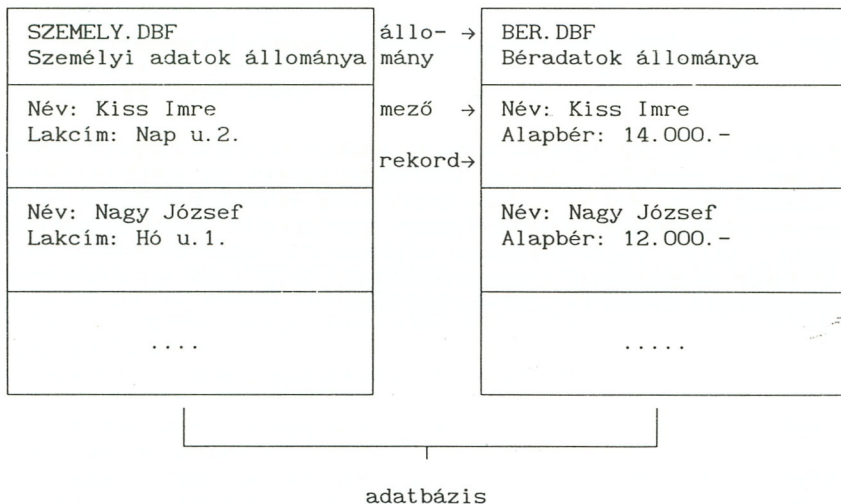 SZEMELY.DBF
Személyi adatok állománya
állo- →
mány
BER.DBF
Béradatok állománya
Név: Kiss Imre
Lakcím: Nap u.2.
mező →
rekord→
Név: Kiss Imre
Alapbér: 14.000.-
Név: Nagy József
Lakcím: Hó u.1.
Név: Nagy József
Alapbér: 12.000.-
....
.....
adatbázis